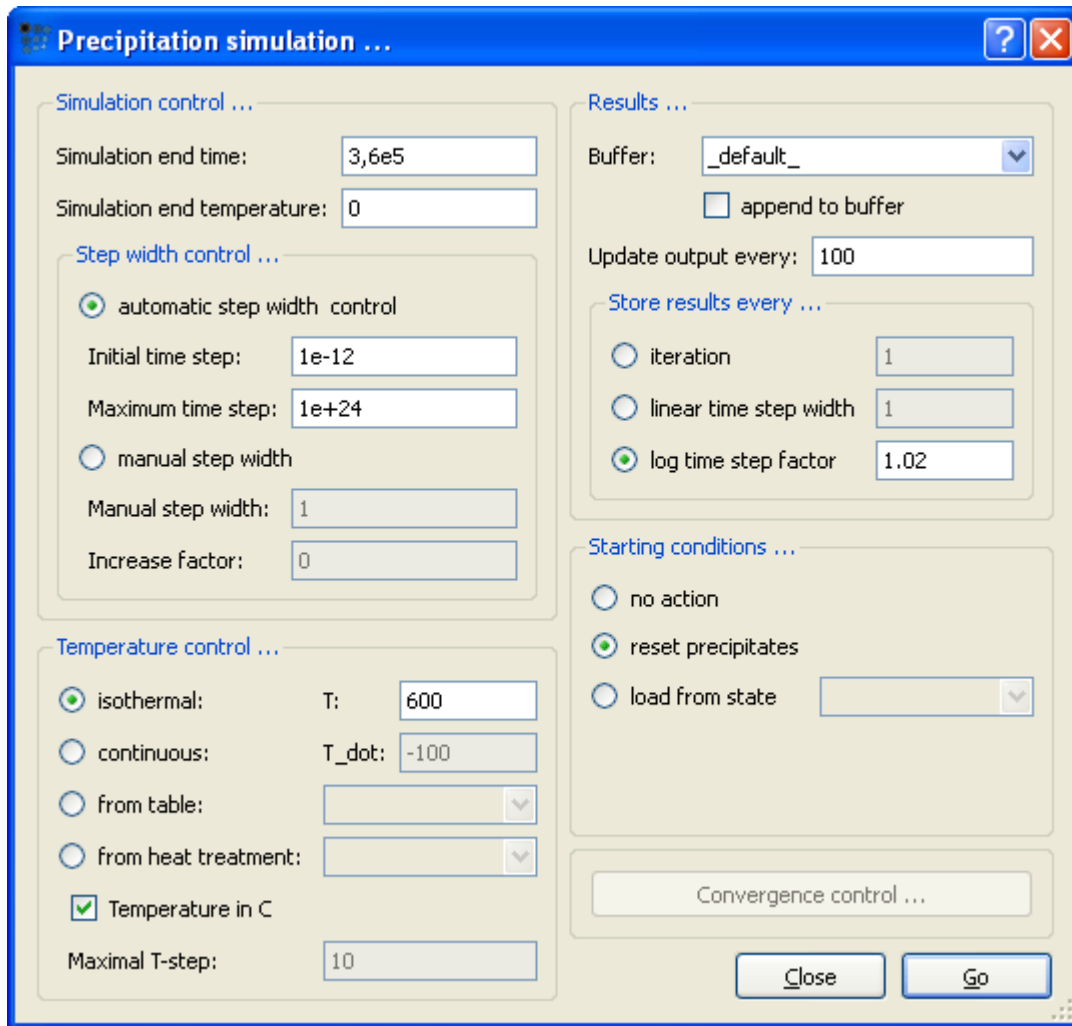 Precipitation simulation ...
Simulation control ...
Simulation end time: 3,6e5
Simulation end temperature: 0
Step width control ...
automatic step width control
Initial time step: 1e-12
Maximum time step: 1e+24
manual step width
Manual step width: 1
Increase factor: 0
Temperature control ...
isothermal: T: 600
continuous: T_dot: -100
from table:
from heat treatment:
Temperature in C
Maximal T-step: 10
Results ...
Buffer: _default_
append to buffer
Update output every: 100
Store results every ...
iteration 1
linear time step width 1
log time step factor 1.02
Starting conditions ...
no action
reset precipitates
load from state
Convergence control ...
Close Go